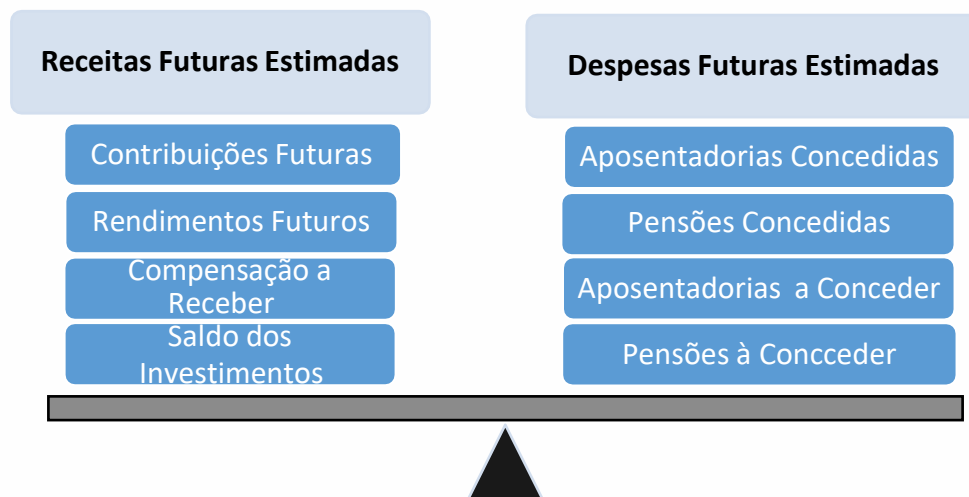 Receitas Futuras Estimadas
Contribuições Futuras
Rendimentos Futuros
Compensação a
Receber
Saldo dos
Investimentos
Despesas Futuras Estimadas
Aposentadorias Concedidas
Pensões Concedidas
Aposentadorias a Conceder
Pensões à Concceder